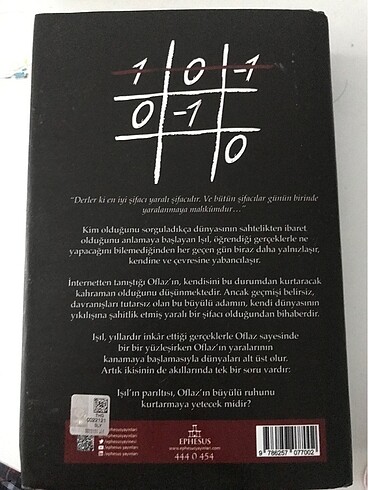 1 0 -1
0 -1
0
"Derler ki en iyi şifacı yaralı şifacıdır. Ve bütün şifacılar günün birinde
yaralanmaya mahkûmdur..."
Kim olduğunu sorguladıkça dünyasının sahtelikten ibaret
olduğunu anlamaya başlayan Işıl, öğrendiği gerçeklerle ne
yapacağını bilemediğinden her geçen gün biraz daha yalnızlaşır,
kendine ve çevresine yabancılaşır.
İnternetten tanıştığı Oflaz'ın, kendisini bu durumdan kurtaracak
kahraman olduğunu düşünmektedir. Ancak geçmişi belirsiz,
davranışları tutarsız olan bu büyülü adamın, kendi dünyasının
yıkılışına şahitlik etmiş yaralı bir şifacı olduğundan bihaberdir.
Işıl, yıllardır inkâr ettiği gerçeklerle Oflaz sayesinde
bir bir yüzleşirken Oflaz'ın yaralarının
kanamaya başlamasıyla dünyaları alt üst olur.
Artık ikisinin de akıllarında tek bir soru vardır:
Işıl'ın parıltısı, Oflaz'ın büyülü ruhunu
kurtarmaya yetecek midir?
/ephesusyayinlari
/ephesusyayinlari
/ephesusyayinlari
EPHESUS
444 0 454
9 786257 077002